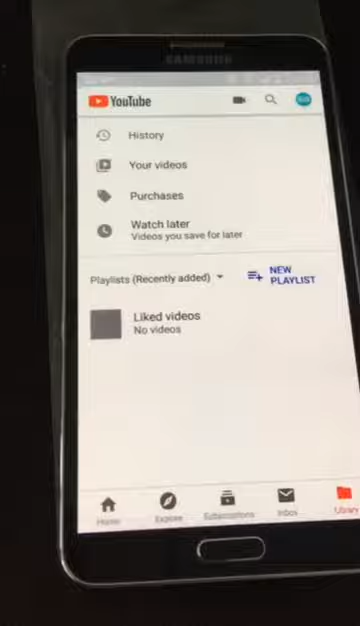 SAMSUNG
YouTube
History
Your videos
Purchases
Watch later
Videos you save for later
Playlists (Recently added)
NEW
PLAYLIST
Liked videos
No videos
Home
Explore
Subscriptions
Inbox
Library